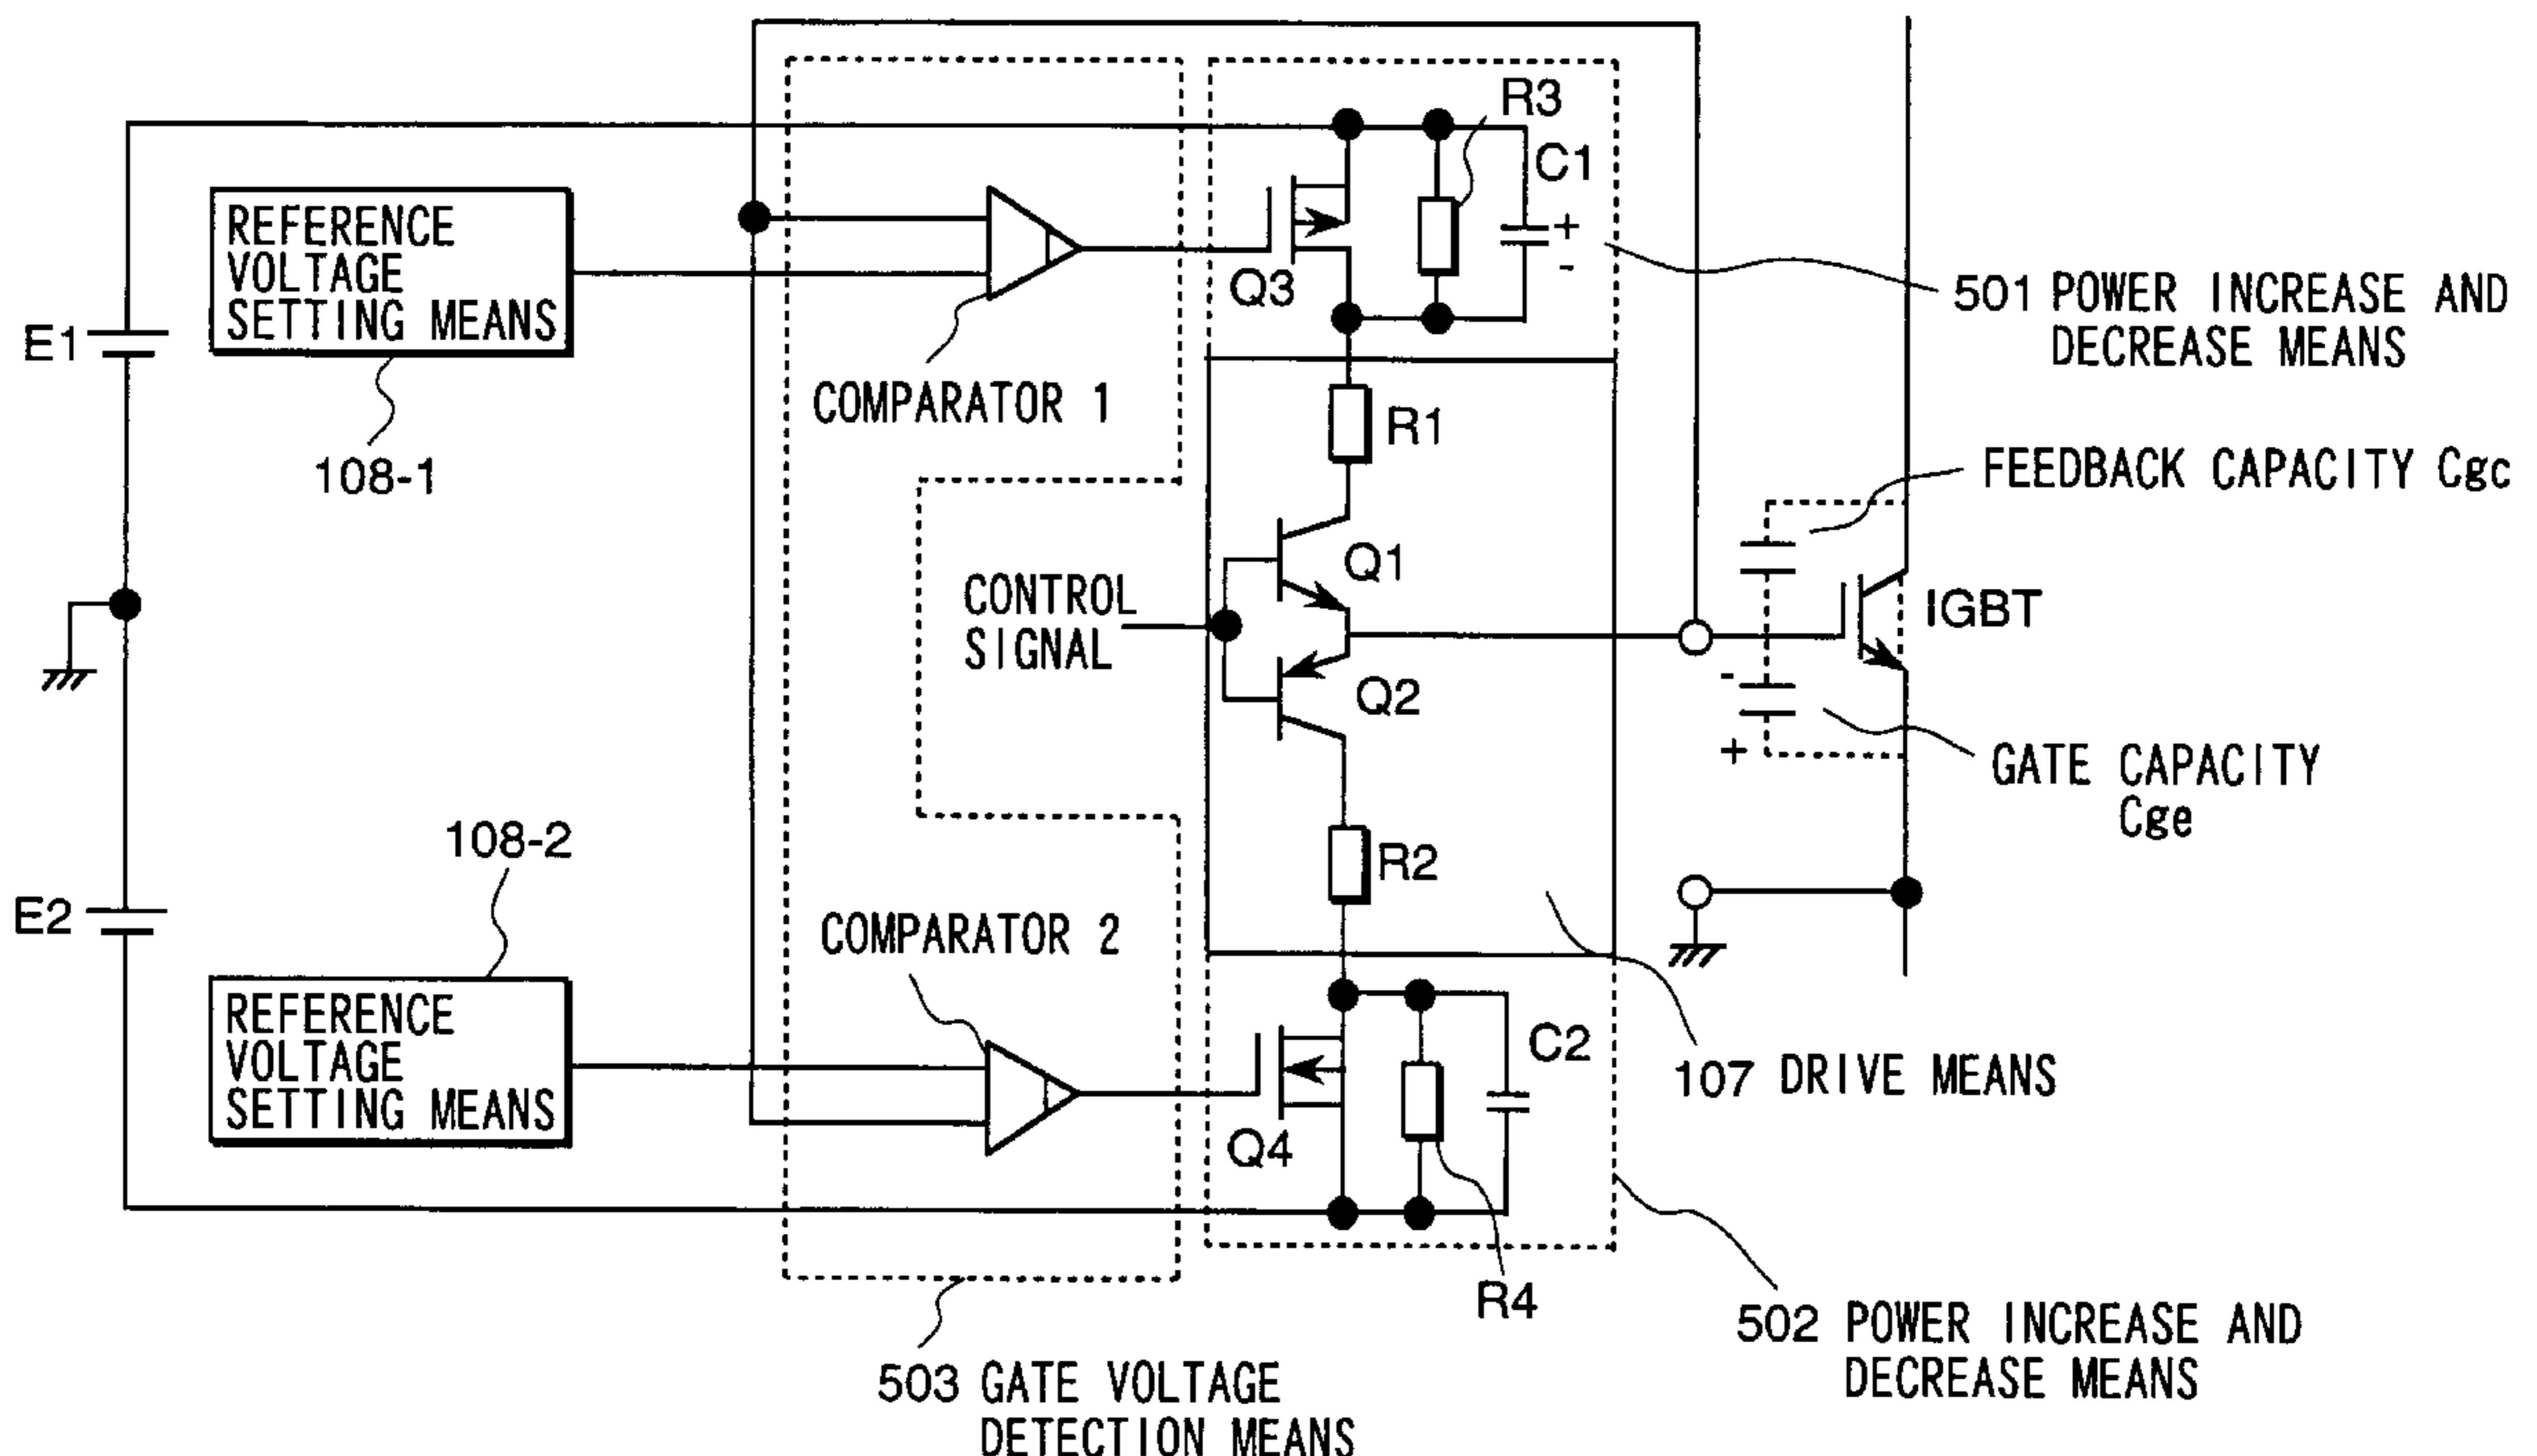 R3
C1
+
-
REFERENCE
VOLTAGE
SETTING MEANS
Q3
501 POWER INCREASE AND
DECREASE MEANS
E1
COMPARATOR 1
R1
108-1
FEEDBACK CAPACITY Cgc
Q1
CONTROL
SIGNAL
IGBT
Q2
-
+
GATE CAPACITY
Cge
108-2
R2
E2
COMPARATOR 2
REFERENCE
VOLTAGE
SETTING MEANS
C2
107 DRIVE MEANS
Q4
R4
502 POWER INCREASE AND
DECREASE MEANS
503 GATE VOLTAGE
DETECTION MEANS